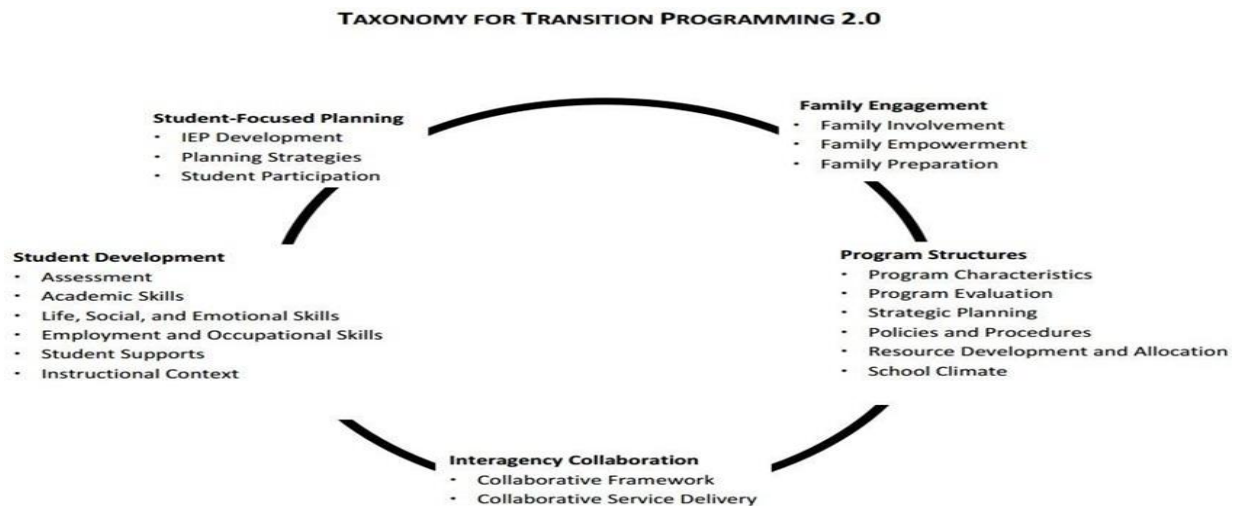 TAXONOMY FOR TRANSITION PROGRAMMING 2.0
Student-Focused Planning
· IEP Development
· Planning Strategies
· Student Participation
Family Engagement
· Family Involvement
· Family Empowerment
· Family Preparation
Student Development
· Assessment
· Academic Skills
· Life, Social, and Emotional Skills
· Employment and Occupational Skills
· Student Supports
· Instructional Context
Program Structures
· Program Characteristics
· Program Evaluation
· Strategic Planning
· Policies and Procedures
· Resource Development and Allocation
· School Climate
Interagency Collaboration
· Collaborative Framework
· Collaborative Service Delivery